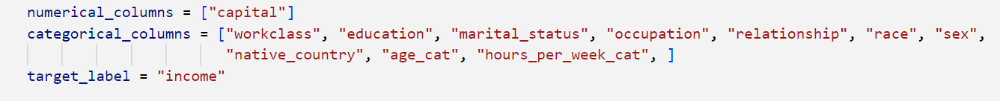 numerical_columns = ["capital"]
categorical_columns = ["workclass", "education", "marital_status", "occupation", "relationship", "race", "sex",
"native_country", "age_cat", "hours_per_week_cat", ]
target_label = "income"